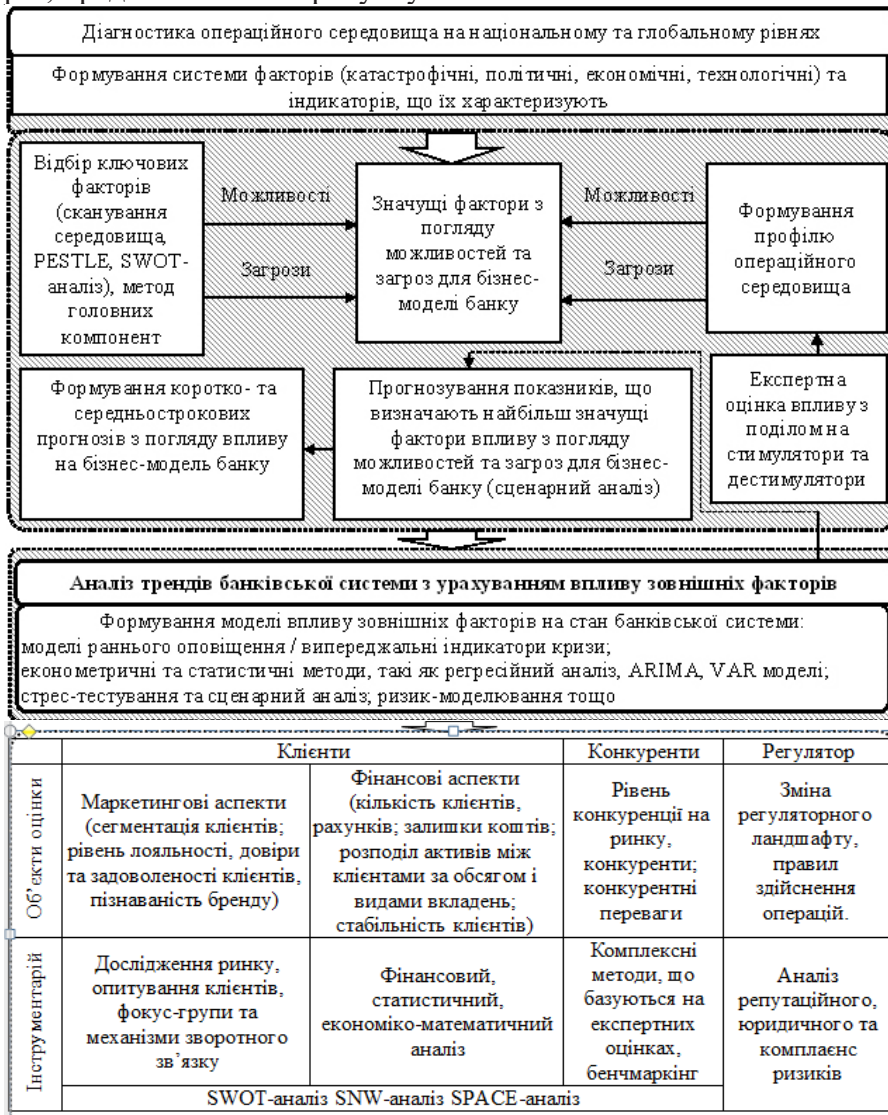 Діагностика операційного середовища на національному та глобальному рівнях
Формування системи факторів (катастрофічні, політичні, економічні, технологічні) та
індикаторів, що їх характеризують
Відбір ключових
факторів
(сканування
середовища,
PESTLE, SWOT-
аналіз), метод
головних
компонент
Можливості
Загрози
Значущі фактори з
погляду
можливостей та
загроз для бізнес-
моделі банку
Можливості
Загрози
Формування
профілю
операційного
середовища
Формування коротко- та
середньострокових
прогнозів з погляду впливу
на бізнес-модель банку
Прогнозування показників, що
визначають найбільш значущі
фактори впливу з погляду
можливостей та загроз для бізнес-
моделі банку (сценарний аналіз)
Експертна
оцінка впливу з
поділом на
стимулятори та
дестимулятори
Аналіз трендів банківської системи з урахуванням впливу зовнішніх факторів
Формування моделі впливу зовнішніх факторів на стан банківської системи:
моделі раннього оповіщення / випереджальні індикатори кризи;
економетричні та статистичні методи, такі як регресійний аналіз, ARIMA, VAR моделі;
стрес-тестування та сценарний аналіз; ризик-моделювання тощо
Клієнти
Конкуренти
Регулятор
Об’єкти оцінки
Маркетингові аспекти
(сегментація клієнтів;
рівень лояльності, довіри
та задоволеності клієнтів,
пізнаваність бренду)
Фінансові аспекти
(кількість клієнтів,
рахунків; залишки коштів;
розподіл активів між
клієнтами за обсягом і
видами вкладень;
стабільність клієнтів)
Рівень
конкуренції на
ринку,
конкуренти;
конкурентні
переваги
Зміна
регуляторного
ландшафту,
правил
здійснення
операцій.
Інструментарій
Дослідження ринку,
опитування клієнтів,
фокус-групи та
механізми зворотного
зв’язку
Фінансовий,
статистичний,
економіко-математичний
аналіз
Комплексні
методи, що
базуються на
експертних
оцінках,
бенчмаркінг
Аналіз
репутаційного,
юридичного та
комплаєнс
ризиків
SWOT-аналіз SNW-аналіз SPACE-аналіз